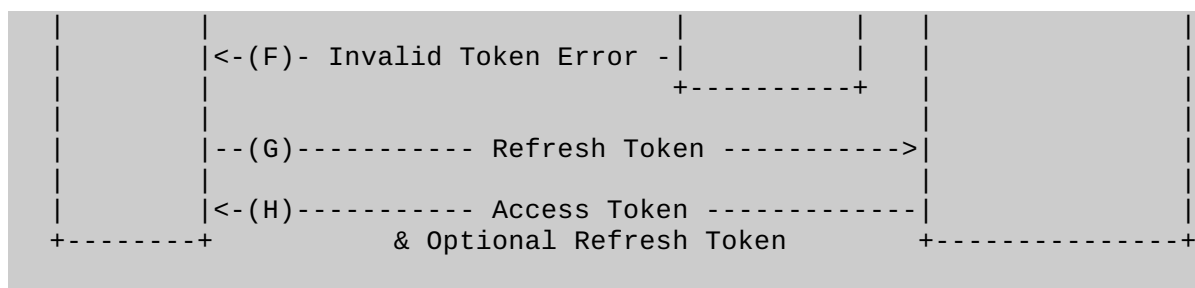 |        |                                           |          |   |               |
|        |<-(F)- Invalid Token Error -|          |   |               |
|        |                            +----------+   |               |
|        |                                           |               |
|        |--(G)----------- Refresh Token ----------->|               |
|        |                                           |               |
|        |<-(H)----------- Access Token -------------|               |
+--------+           & Optional Refresh Token        +---------------+